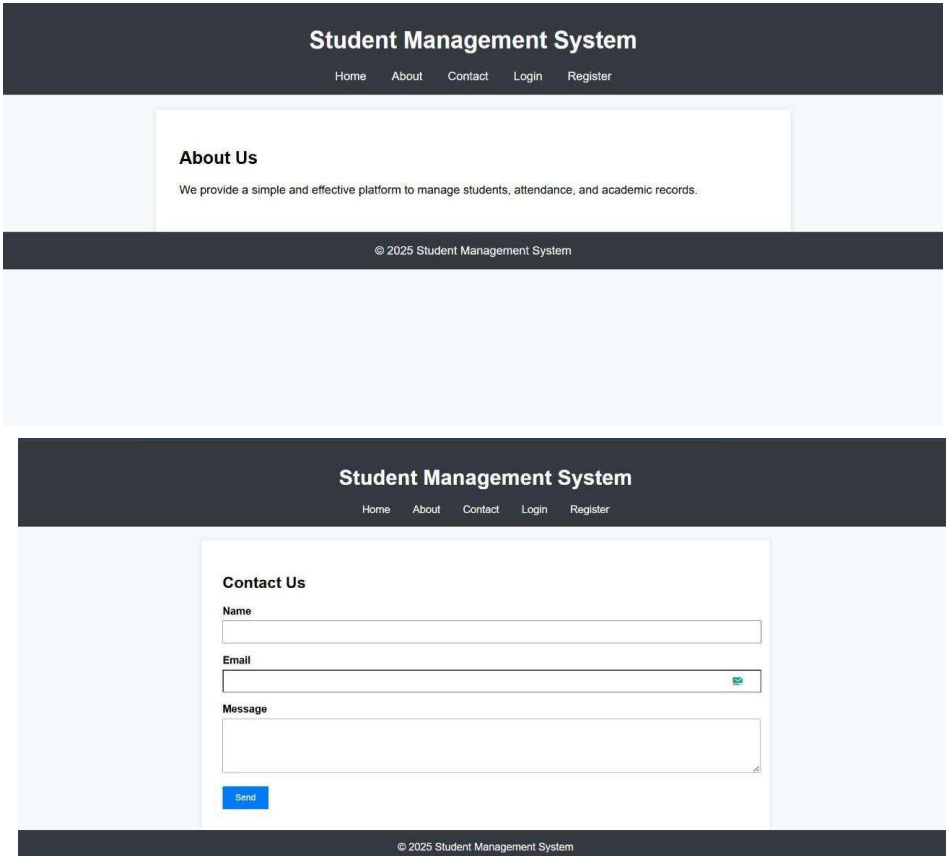 Student Management System
Home About Contact Login Register
About Us
We provide a simple and effective platform to manage students, attendance, and academic records.
© 2025 Student Management System
Student Management System
Home About Contact Login Register
Contact Us
Name
Email
Message
Send
© 2025 Student Management System